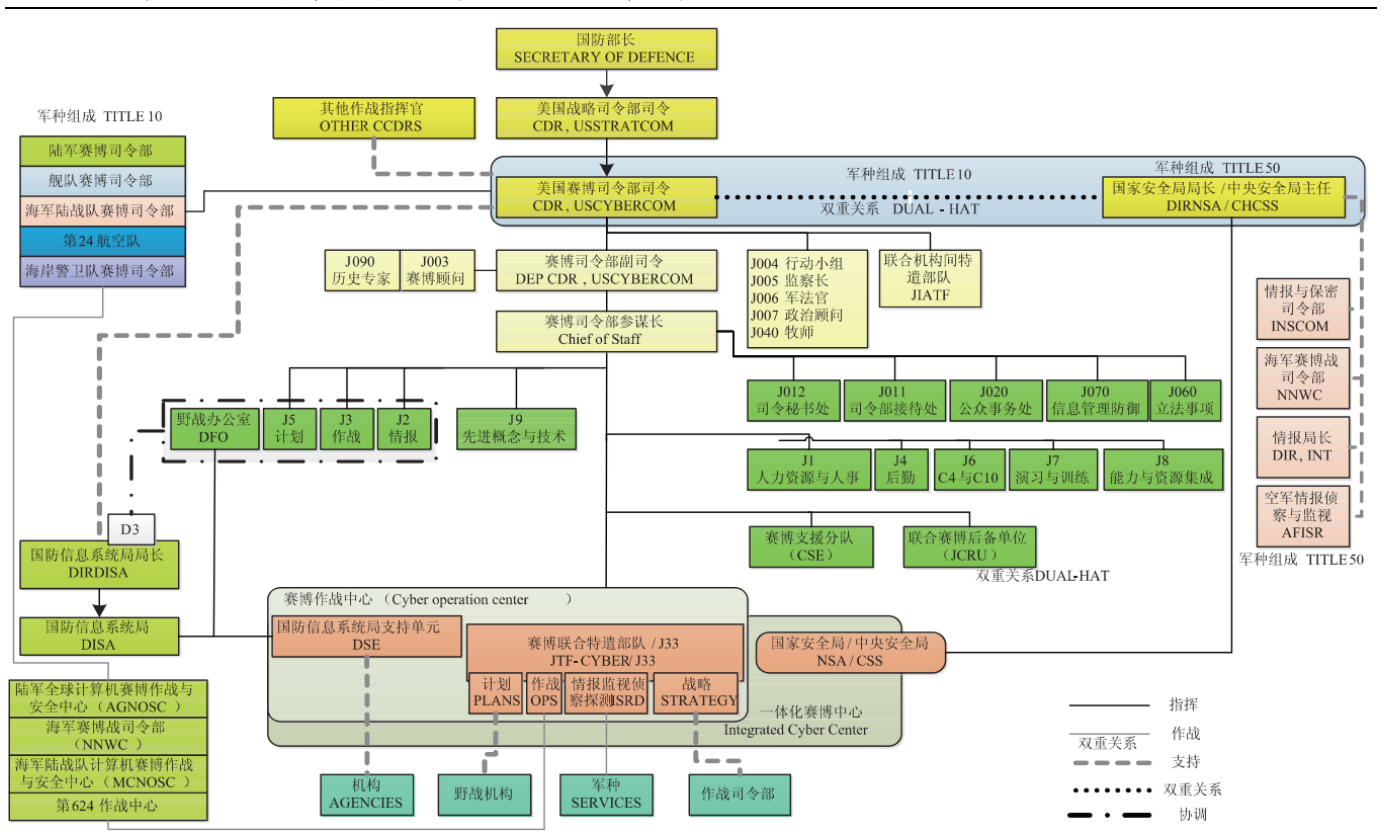 国防部长
SECRETARY OF DEFENCE
美国战略司令部司令
CDR, USSTRATCOM
其他作战指挥官
OTHER CCDRS
军种组成 TITLE 10
陆军赛博司令部
舰队赛博司令部
海军陆战队赛博司令部
第24航空队
海岸警卫队赛博司令部
美国赛博司令部司令
CDR, USCYBERCOM
军种组成 TITLE10
双重关系 DUAL - HAT
军种组成 TITLE50
国家安全局局长/中央安全局主任
DIRNSA/CHCSS
J090
历史专家
J003
赛博顾问
赛博司令部副司令
DEP CDR, USCYBERCOM
J004 行动小组
J005 监察长
J006 军法官
J007 政治顾问
J040 牧师
联合机构间特
遣部队
JIATF
赛博司令部参谋长
Chief of Staff
情报与保密
司令部
INSCOM
海军赛博战
司令部
NNWC
情报局长
DIR, INT
空军情报侦
察与监视
AFISR
军种组成 TITLE50
J012
司令秘书处
J011
司令部接待处
J020
公众事务处
J070
信息管理防御
J060
立法事项
野战办公室
DFO
J5
计划
J3
作战
J2
情报
J9
先进概念与技术
J1
人力资源与人事
J4
后勤
J6
C4与C10
J7
演习与训练
J8
能力与资源集成
赛博支援分队
(CSE)
联合赛博后备单位
(JCRU)
双重关系DUAL-HAT
D3
国防信息系统局局长
DIRDISA
国防信息系统局
DISA
赛博作战中心 (Cyber operation center )
国防信息系统局支持单元
DSE
赛博联合特遣部队/J33
JTF-CYBER/J33
计划
PLANS
作战
OPS
情报监视侦
察探测ISRD
战略
STRATEGY
国家安全局/中央安全局
NSA/CSS
一体化赛博中心
Integrated Cyber Center
陆军全球计算机赛博作战与
安全中心(AGNOSC )
海军赛博战司令部
(NNWC )
海军陆战队计算机赛博作战
与安全中心(MCNOSC )
第624 作战中心
机构
AGENCIES
野战机构
军种
SERVICES
作战司令部
指挥
作战
双重关系
支持
双重关系
协调